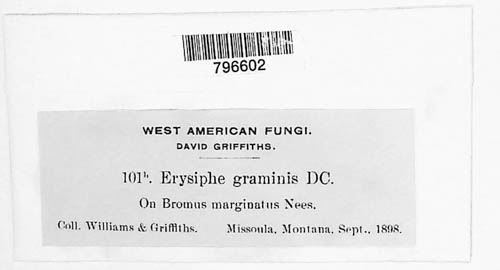 796602
WEST AMERICAN FUNGI.
DAVID GRIFFITHS.
101ʰ. Erysiphe graminis DC.
On Bromus marginatus Nees.
Coll. Williams & Griffiths. Missoula, Montana, Sept., 1898.